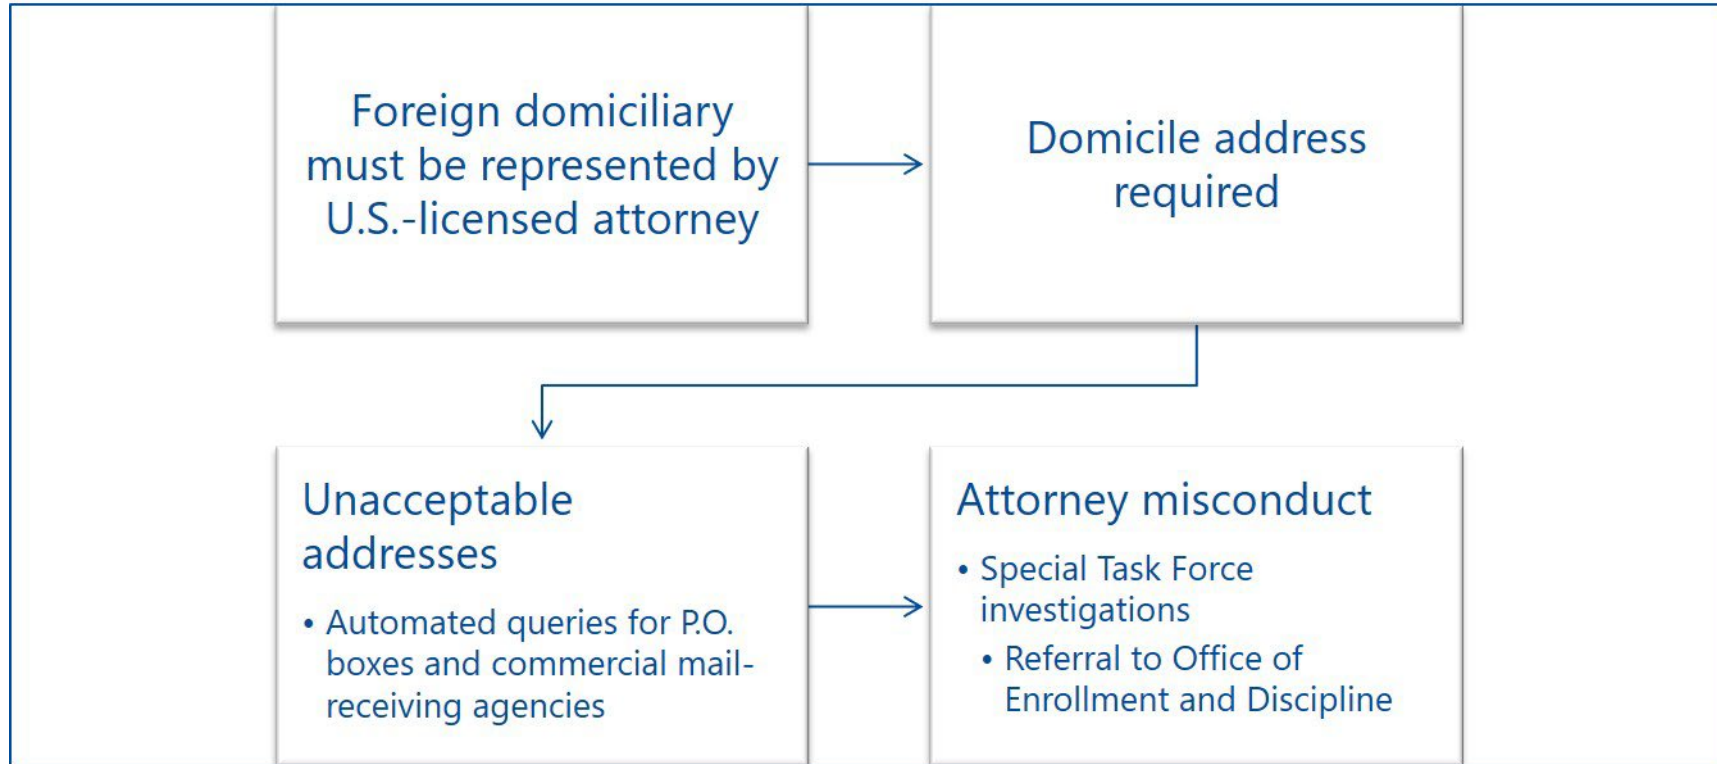 Foreign domiciliary
must be represented by
U.S.-licensed attorney
Domicile address
required
Unacceptable
addresses
• Automated queries for P.O.
boxes and commercial mail-
receiving agencies
Attorney misconduct
• Special Task Force
investigations
• Referral to Office of
Enrollment and Discipline